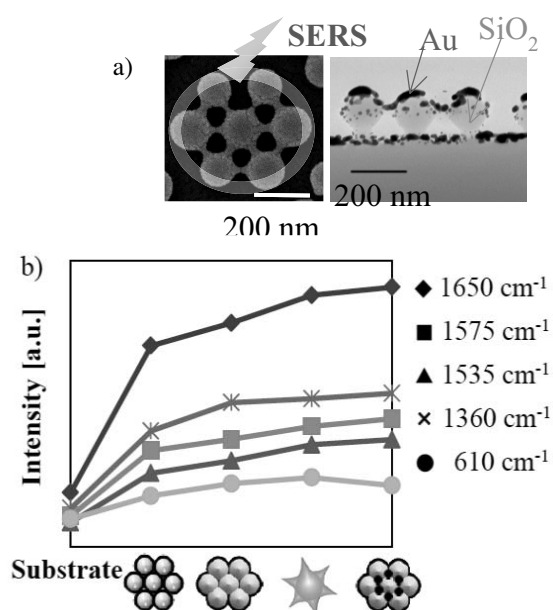 SERS
Au
SiO₂
a)
200 nm
200 nm
b)
Intensity [a.u.]
1650 cm⁻¹
1575 cm⁻¹
1535 cm⁻¹
1360 cm⁻¹
610 cm⁻¹
Substrate